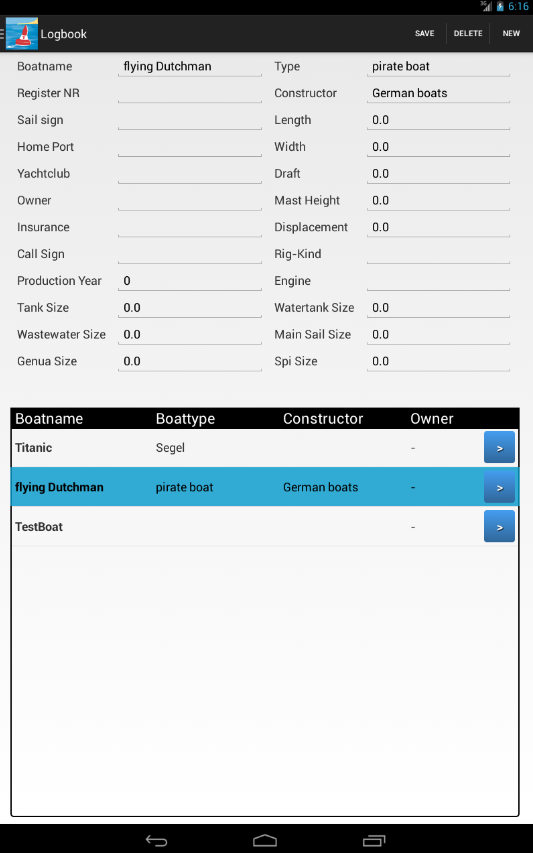 3G 6:16
Logbook SAVE DELETE NEW
Boatname flying Dutchman Type pirate boat
Register NR Constructor German boats
Sail sign Length 0.0
Home Port Width 0.0
Yachtclub Draft 0.0
Owner Mast Height 0.0
Insurance Displacement 0.0
Call Sign Rig-Kind
Production Year 0 Engine
Tank Size 0.0 Watertank Size 0.0
Wastewater Size 0.0 Main Sail Size 0.0
Genua Size 0.0 Spi Size 0.0
Boatname Boattype Constructor Owner
Titanic Segel - >
flying Dutchman pirate boat German boats - >
TestBoat - >